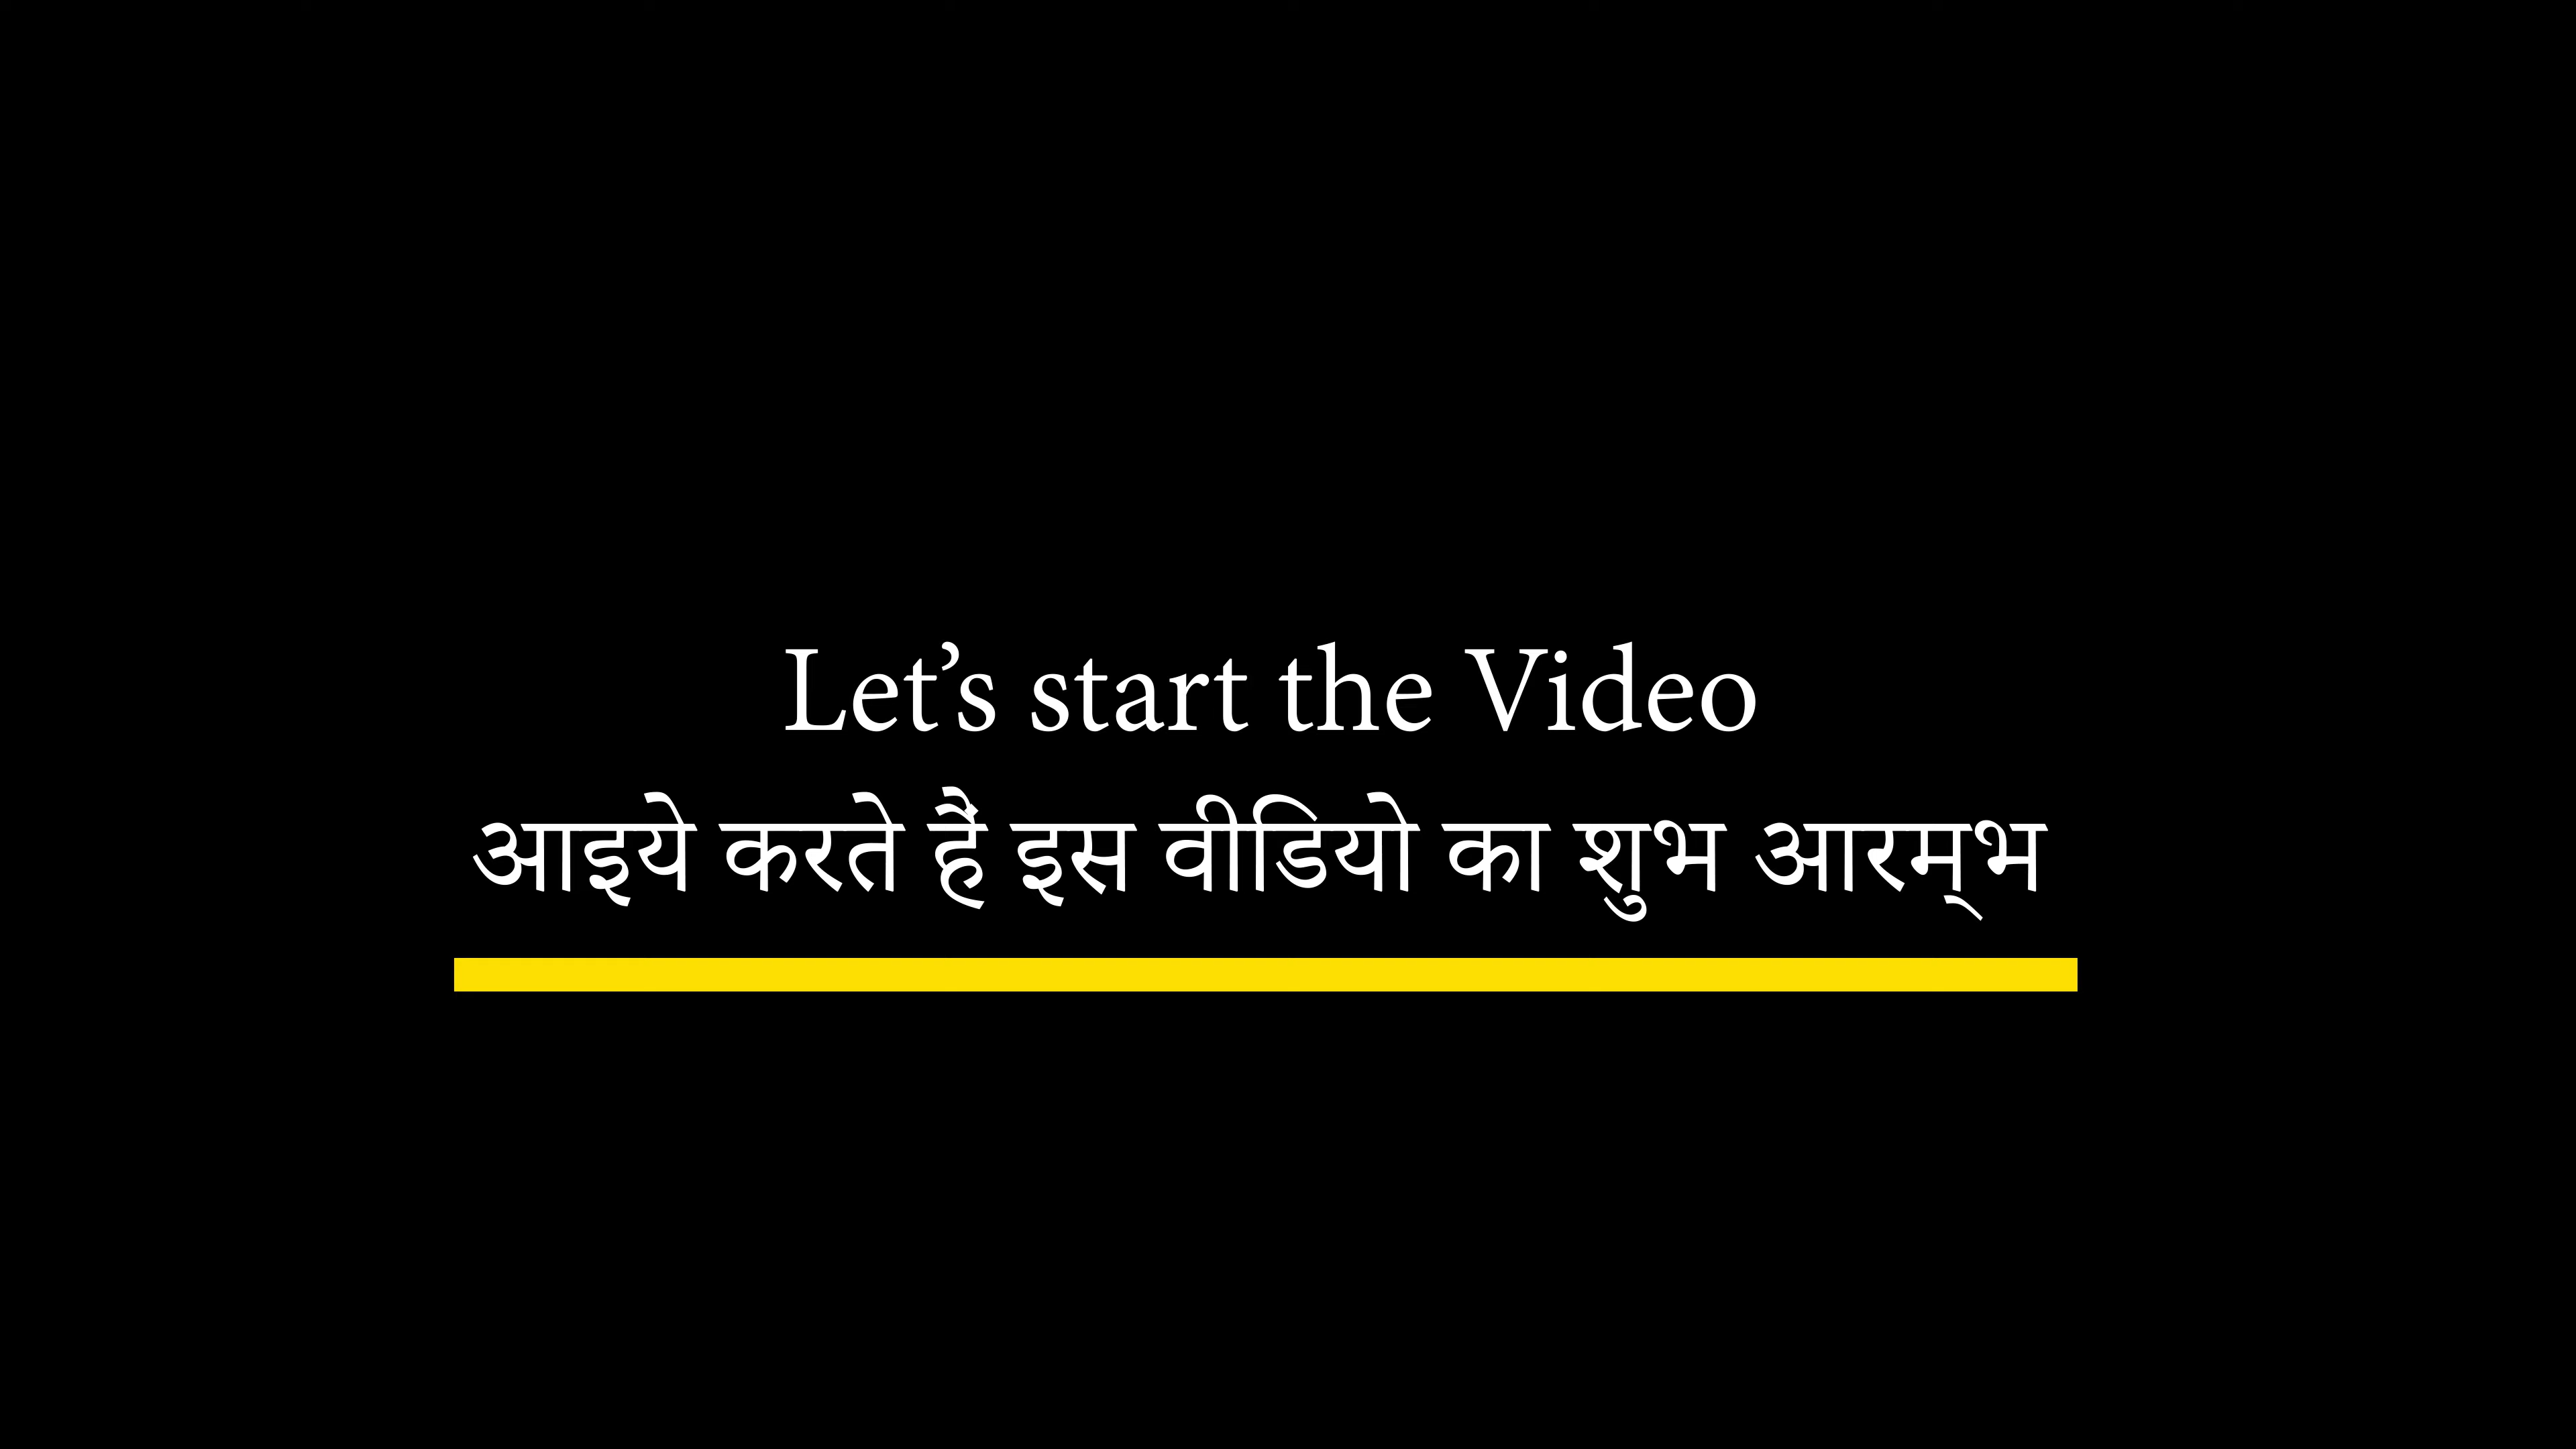 Let’s start the Video
आइये करते हैं इस वीडियो का शुभ आरम्‌भ